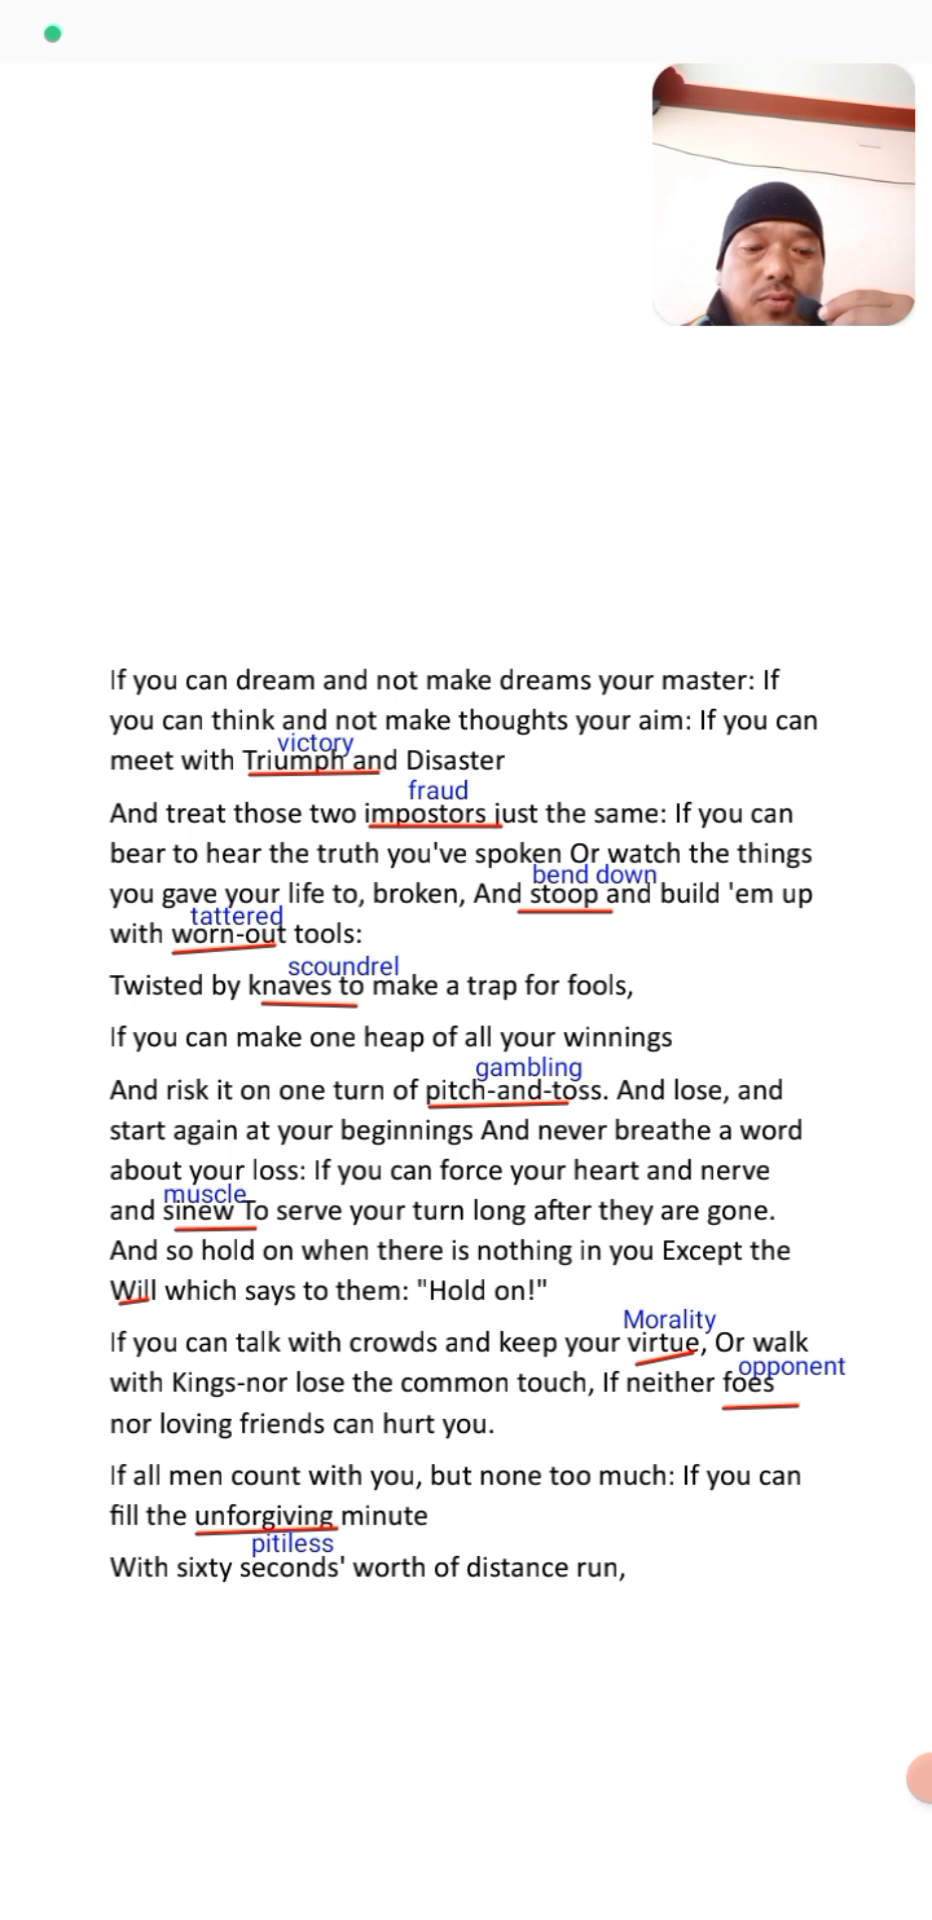 If you can dream and not make dreams your master: If
you can think and not make thoughts your aim: If you can
victory
meet with Triumph and Disaster
fraud
And treat those two impostors just the same: If you can
bear to hear the truth you've spoken Or watch the things
bend down
you gave your life to, broken, And stoop and build 'em up
tattered
with worn-out tools:
scoundrel
Twisted by knaves to make a trap for fools,
If you can make one heap of all your winnings
gambling
And risk it on one turn of pitch-and-toss. And lose, and
start again at your beginnings And never breathe a word
about your loss: If you can force your heart and nerve
muscle
and sinew To serve your turn long after they are gone.
And so hold on when there is nothing in you Except the
Will which says to them: "Hold on!"
Morality
If you can talk with crowds and keep your virtue, Or walk
opponent
with Kings-nor lose the common touch, If neither foes
nor loving friends can hurt you.
If all men count with you, but none too much: If you can
fill the unforgiving minute
pitiless
With sixty seconds' worth of distance run,